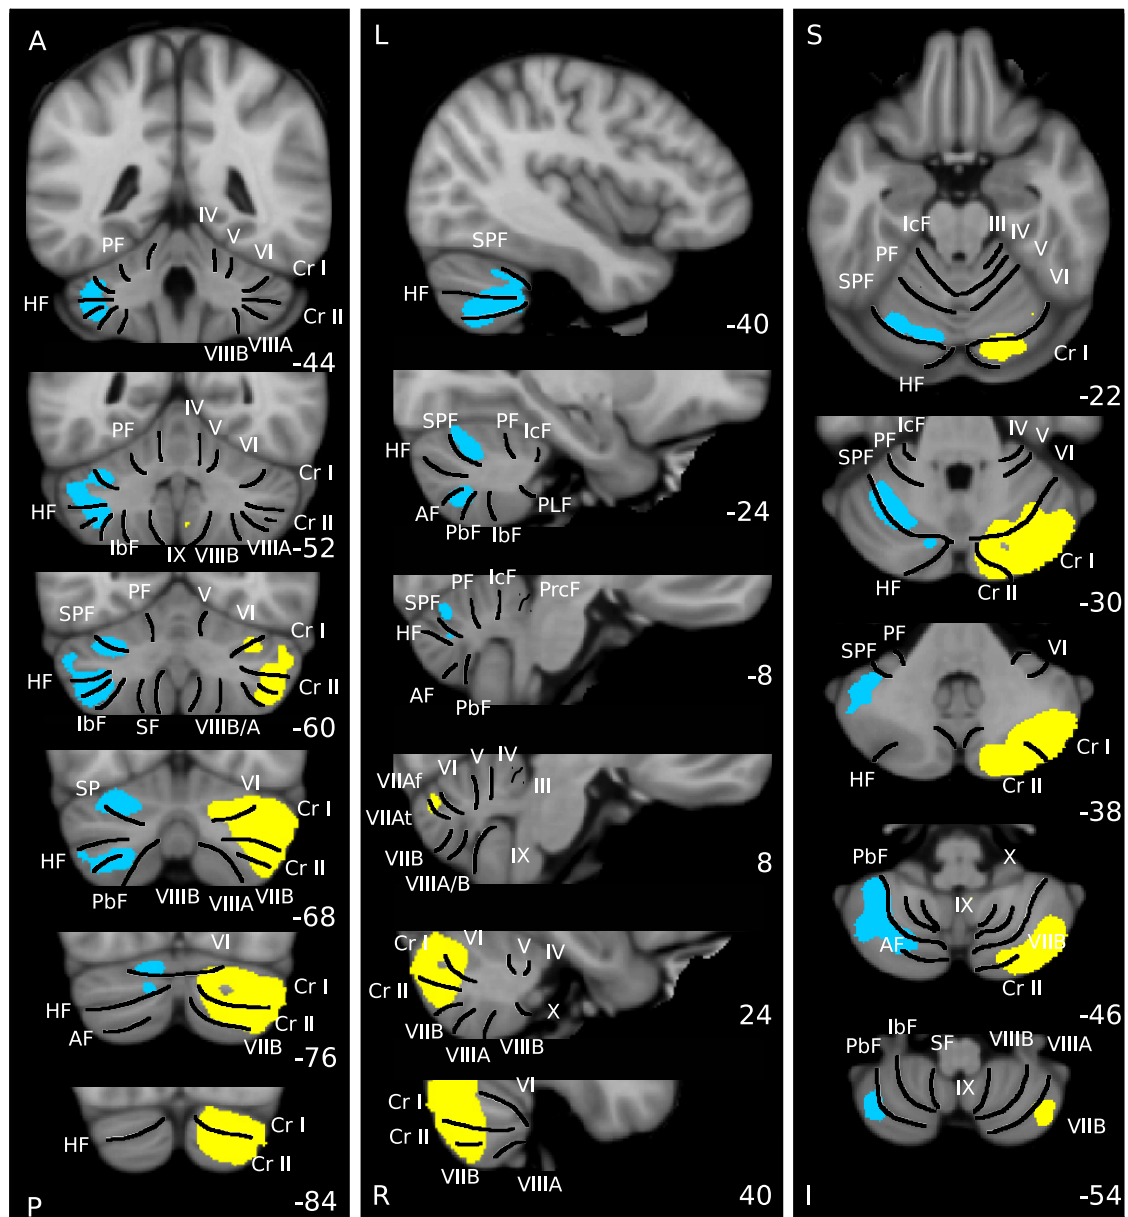 A
IV
V
PF
VI
Cr I
HF
Cr II
VIIIB
VIIIA
-44
IV
PF
V
VI
Cr I
HF
Cr II
IbF
IX
VIIIB
VIIIA
-52
PF
V
SPF
VI
Cr I
HF
Cr II
IbF
SF
VIIIB/A
-60
SP
VI
Cr I
HF
Cr II
PbF
VIIIB
VIIIA
VIIB
-68
VI
Cr I
HF
Cr II
AF
VIIB
-76
Cr I
HF
Cr II
P
-84
L
SPF
HF
-40
SPF
PF
IcF
HF
AF
PbF
IbF
PLF
-24
IcF
PF
PrcF
SPF
HF
AF
PbF
-8
V
IV
VI
VIIAf
III
VIIAt
VIIB
IX
VIIIA/B
8
Cr I
VI
V
IV
Cr II
X
VIIB
VIIIA
VIIIB
24
VI
Cr I
Cr II
VIIB
VIIIA
R
40
S
IcF
III
IV
PF
V
SPF
VI
Cr I
HF
-22
IcF
PF
IV
V
SPF
VI
Cr I
HF
Cr II
-30
PF
SPF
VI
Cr I
HF
Cr II
-38
PbF
X
IX
AF
VIIB
Cr II
-46
IbF
SF
VIIIB
VIIIA
PbF
IX
VIIB
I
-54